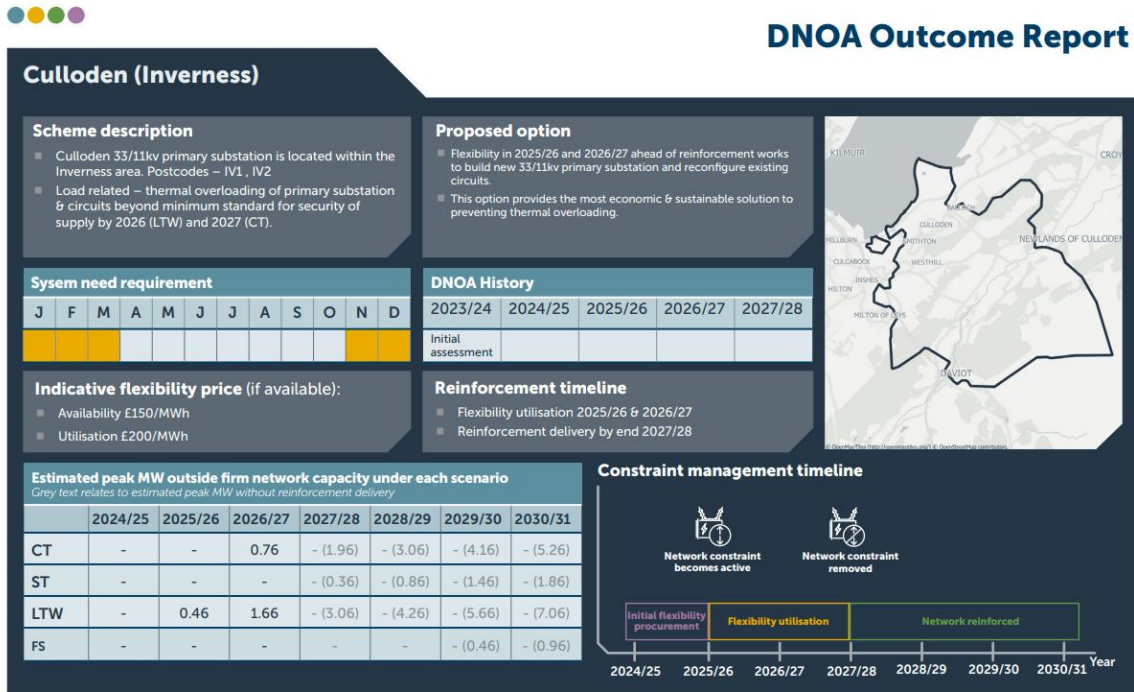 DNOA Outcome Report
Culloden (Inverness)
Scheme description
Culloden 33/11kv primary substation is located within the
Inverness area. Postcodes – IV1 , IV2
Load related – thermal overloading of primary substation
& circuits beyond minimum standard for security of
supply by 2026 (LTW) and 2027 (CT).
Proposed option
Flexibility in 2025/26 and 2026/27 ahead of reinforcement works
to build new 33/11kv primary substation and reconfigure existing
circuits.
This option provides the most economic & sustainable solution to
preventing thermal overloading.
KILMUIR
CROY
BALLOCH
CULLODEN
HILLBURN
SMITHTON
NEWLANDS OF CULLODEN
CULCABOCK
WESTHILL
INSHES
HILTON
MILTON OF LEYS
DAVIOT
© OpenMapTiles (http://openmaptiles.org/) © OpenStreetMap contributors
Sysem need requirement
J F M A M J J A S O N D
DNOA History
2023/24 2024/25 2025/26 2026/27 2027/28
Initial
assessment
Indicative flexibility price (if available):
Availability £150/MWh
Utilisation £200/MWh
Reinforcement timeline
Flexibility utilisation 2025/26 & 2026/27
Reinforcement delivery by end 2027/28
Estimated peak MW outside firm network capacity under each scenario
Grey text relates to estimated peak MW without reinforcement delivery
2024/25 2025/26 2026/27 2027/28 2028/29 2029/30 2030/31
CT - - 0.76 - (1.96) - (3.06) - (4.16) - (5.26)
ST - - - - (0.36) - (0.86) - (1.46) - (1.86)
LTW - 0.46 1.66 - (3.06) - (4.26) - (5.66) - (7.06)
FS - - - - - - (0.46) - (0.96)
Constraint management timeline
Network constraint
becomes active
Network constraint
removed
Initial flexibility
procurement
Flexibility utilisation
Network reinforced
2024/25 2025/26 2026/27 2027/28 2028/29 2029/30 2030/31 Year